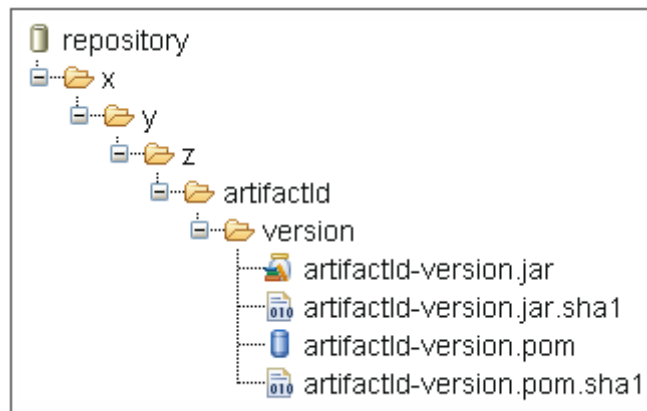 repository
x
y
z
artifactId
version
artifactId-version.jar
artifactId-version.jar.sha1
artifactId-version.pom
artifactId-version.pom.sha1